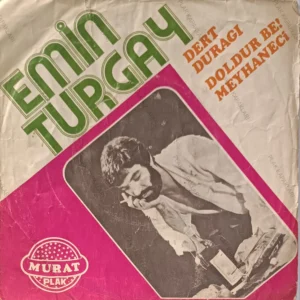 EMİN
TURGAY
DERT
DURAĞI
DOLDUR BE!
MEYHANECİ
MURAT
PLAK